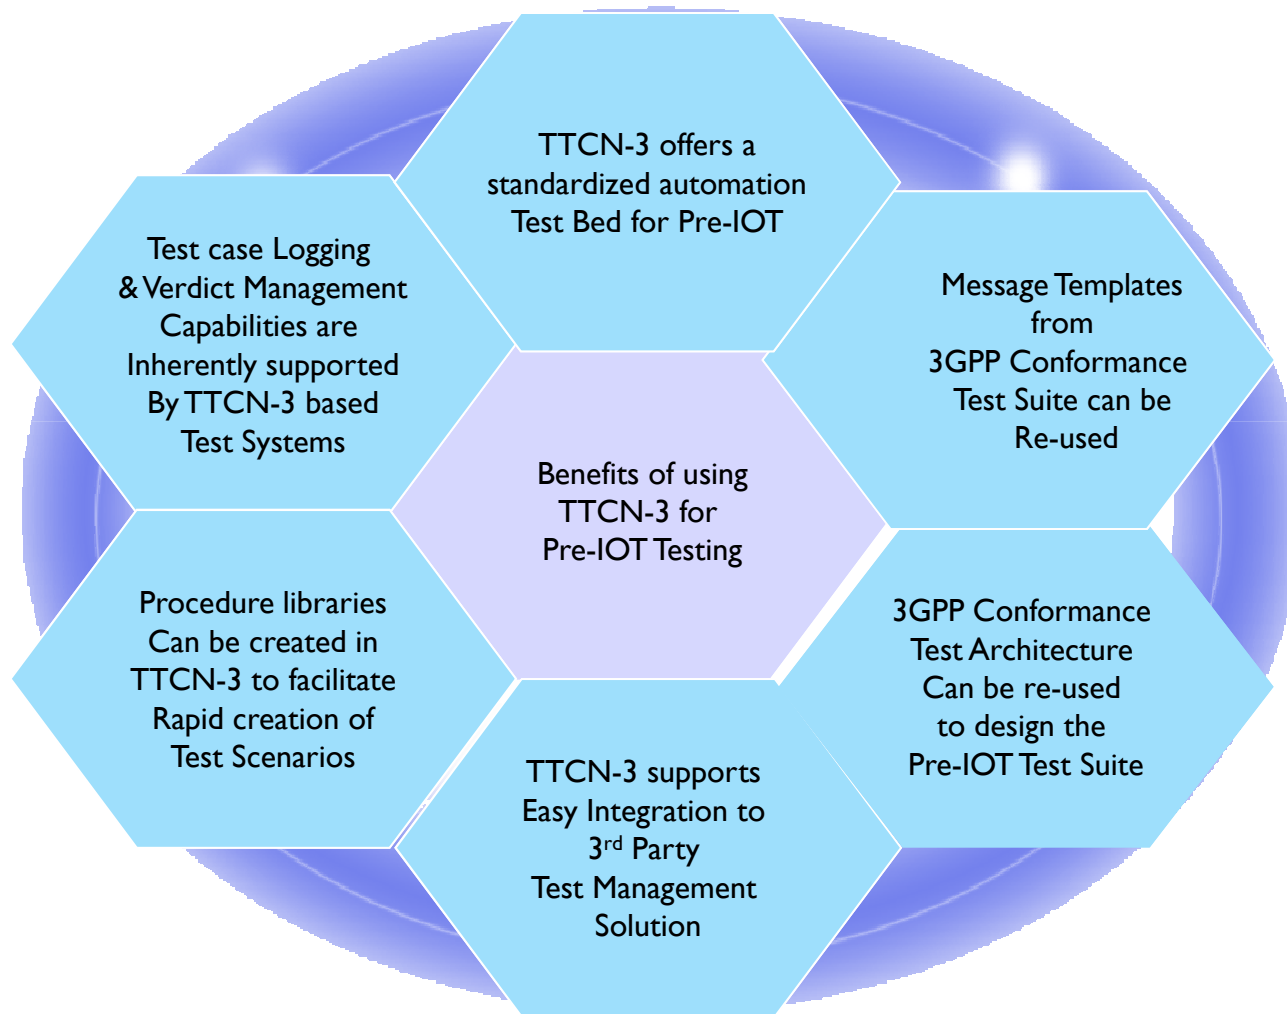 TTCN-3 offers a
standardized automation
Test Bed for Pre-IOT
Message Templates
from
3GPP Conformance
Test Suite can be
Re-used
3GPP Conformance
Test Architecture
Can be re-used
to design the
Pre-IOT Test Suite
TTCN-3 supports
Easy Integration to
3rd Party
Test Management
Solution
Procedure libraries
Can be created in
TTCN-3 to facilitate
Rapid creation of
Test Scenarios
Test case Logging
& Verdict Management
Capabilities are
Inherently supported
By TTCN-3 based
Test Systems
Benefits of using
TTCN-3 for
Pre-IOT Testing